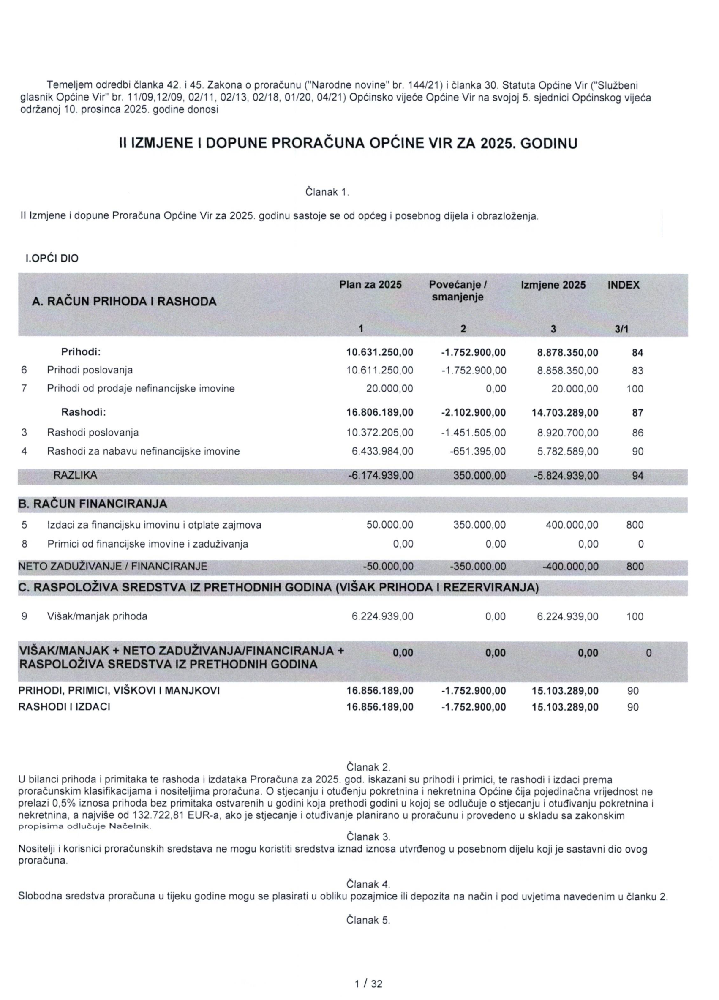 Temeljem odredbi članka 42. i 45. Zakona o proračunu ("Narodne novine" br. 144/21) i članka 30. Statuta Općine Vir ("Službeni
glasnik Općine Vir" br. 11/09,12/09, 02/11, 02/13, 02/18, 01/20, 04/21) Općinsko vijeće Općine Vir na svojoj 5. sjednici Općinskog vijeća
održanoj 10. prosinca 2025. godine donosi
II IZMJENE I DOPUNE PRORAČUNA OPĆINE VIR ZA 2025. GODINU
Članak 1.
II Izmjene i dopune Proračuna Općine Vir za 2025. godinu sastoje se od općeg i posebnog dijela i obrazloženja.
I.OPĆI DIO
Plan za 2025 Povećanje / Izmjene 2025 INDEX
smanjenje
A. RAČUN PRIHODA I RASHODA
1 2 3 3/1
Prihodi: 10.631.250,00 -1.752.900,00 8.878.350,00 84
6 Prihodi poslovanja 10.611.250,00 -1.752.900,00 8.858.350,00 83
7 Prihodi od prodaje nefinancijske imovine 20.000,00 0,00 20.000,00 100
Rashodi: 16.806.189,00 -2.102.900,00 14.703.289,00 87
3 Rashodi poslovanja 10.372.205,00 -1.451.505,00 8.920.700,00 86
4 Rashodi za nabavu nefinancijske imovine 6.433.984,00 -651.395,00 5.782.589,00 90
RAZLIKA -6.174.939,00 350.000,00 -5.824.939,00 94
B. RAČUN FINANCIRANJA
5 Izdaci za financijsku imovinu i otplate zajmova 50.000,00 350.000,00 400.000,00 800
8 Primici od financijske imovine i zaduživanja 0,00 0,00 0,00 0
NETO ZADUŽIVANJE / FINANCIRANJE -50.000,00 -350.000,00 -400.000,00 800
C. RASPOLOŽIVA SREDSTVA IZ PRETHODNIH GODINA (VIŠAK PRIHODA I REZERVIRANJA)
9 Višak/manjak prihoda 6.224.939,00 0,00 6.224.939,00 100
VIŠAK/MANJAK + NETO ZADUŽIVANJA/FINANCIRANJA + 0,00 0,00 0,00 0
RASPOLOŽIVA SREDSTVA IZ PRETHODNIH GODINA
PRIHODI, PRIMICI, VIŠKOVI I MANJKOVI 16.856.189,00 -1.752.900,00 15.103.289,00 90
RASHODI I IZDACI 16.856.189,00 -1.752.900,00 15.103.289,00 90
Članak 2.
U bilanci prihoda i primitaka te rashoda i izdataka Proračuna za 2025. god. iskazani su prihodi i primici, te rashodi i izdaci prema
proračunskim klasifikacijama i nositeljima proračuna. O stjecanju i otuđenju pokretnina i nekretnina Općine čija pojedinačna vrijednost ne
prelazi 0,5% iznosa prihoda bez primitaka ostvarenih u godini koja prethodi godini u kojoj se odlučuje o stjecanju i otuđivanju pokretnina i
nekretnina, a najviše od 132.722,81 EUR-a, ako je stjecanje i otuđivanje planirano u proračunu i provedeno u skladu sa zakonskim
propisima odlučuje Načelnik.
Članak 3.
Nositelji i korisnici proračunskih sredstava ne mogu koristiti sredstva iznad iznosa utvrđenog u posebnom dijelu koji je sastavni dio ovog
proračuna.
Članak 4.
Slobodna sredstva proračuna u tijeku godine mogu se plasirati u obliku pozajmice ili depozita na način i pod uvjetima navedenim u članku 2.
Članak 5.
1 / 32